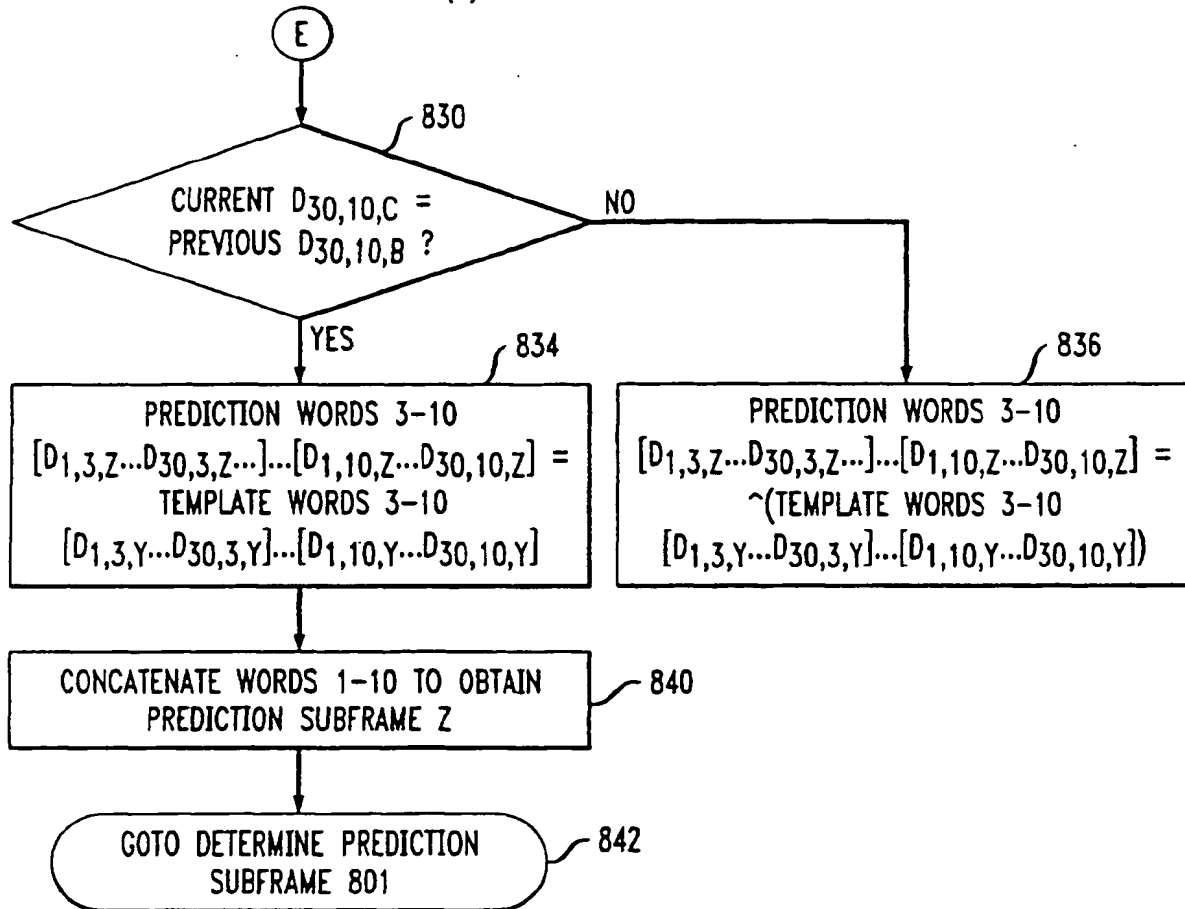 E
830
CURRENT D30,10,C =
PREVIOUS D30,10,B ?
NO
YES
834
PREDICTION WORDS 3-10
[D1,3,Z...D30,3,Z...]...[D1,10,Z...D30,10,Z] =
TEMPLATE WORDS 3-10
[D1,3,Y...D30,3,Y]...[D1,10,Y...D30,10,Y]
836
PREDICTION WORDS 3-10
[D1,3,Z...D30,3,Z...]...[D1,10,Z...D30,10,Z] =
^(TEMPLATE WORDS 3-10
[D1,3,Y...D30,3,Y]...[D1,10,Y...D30,10,Y])
CONCATENATE WORDS 1-10 TO OBTAIN
PREDICTION SUBFRAME Z
840
GOTO DETERMINE PREDICTION
SUBFRAME 801
842